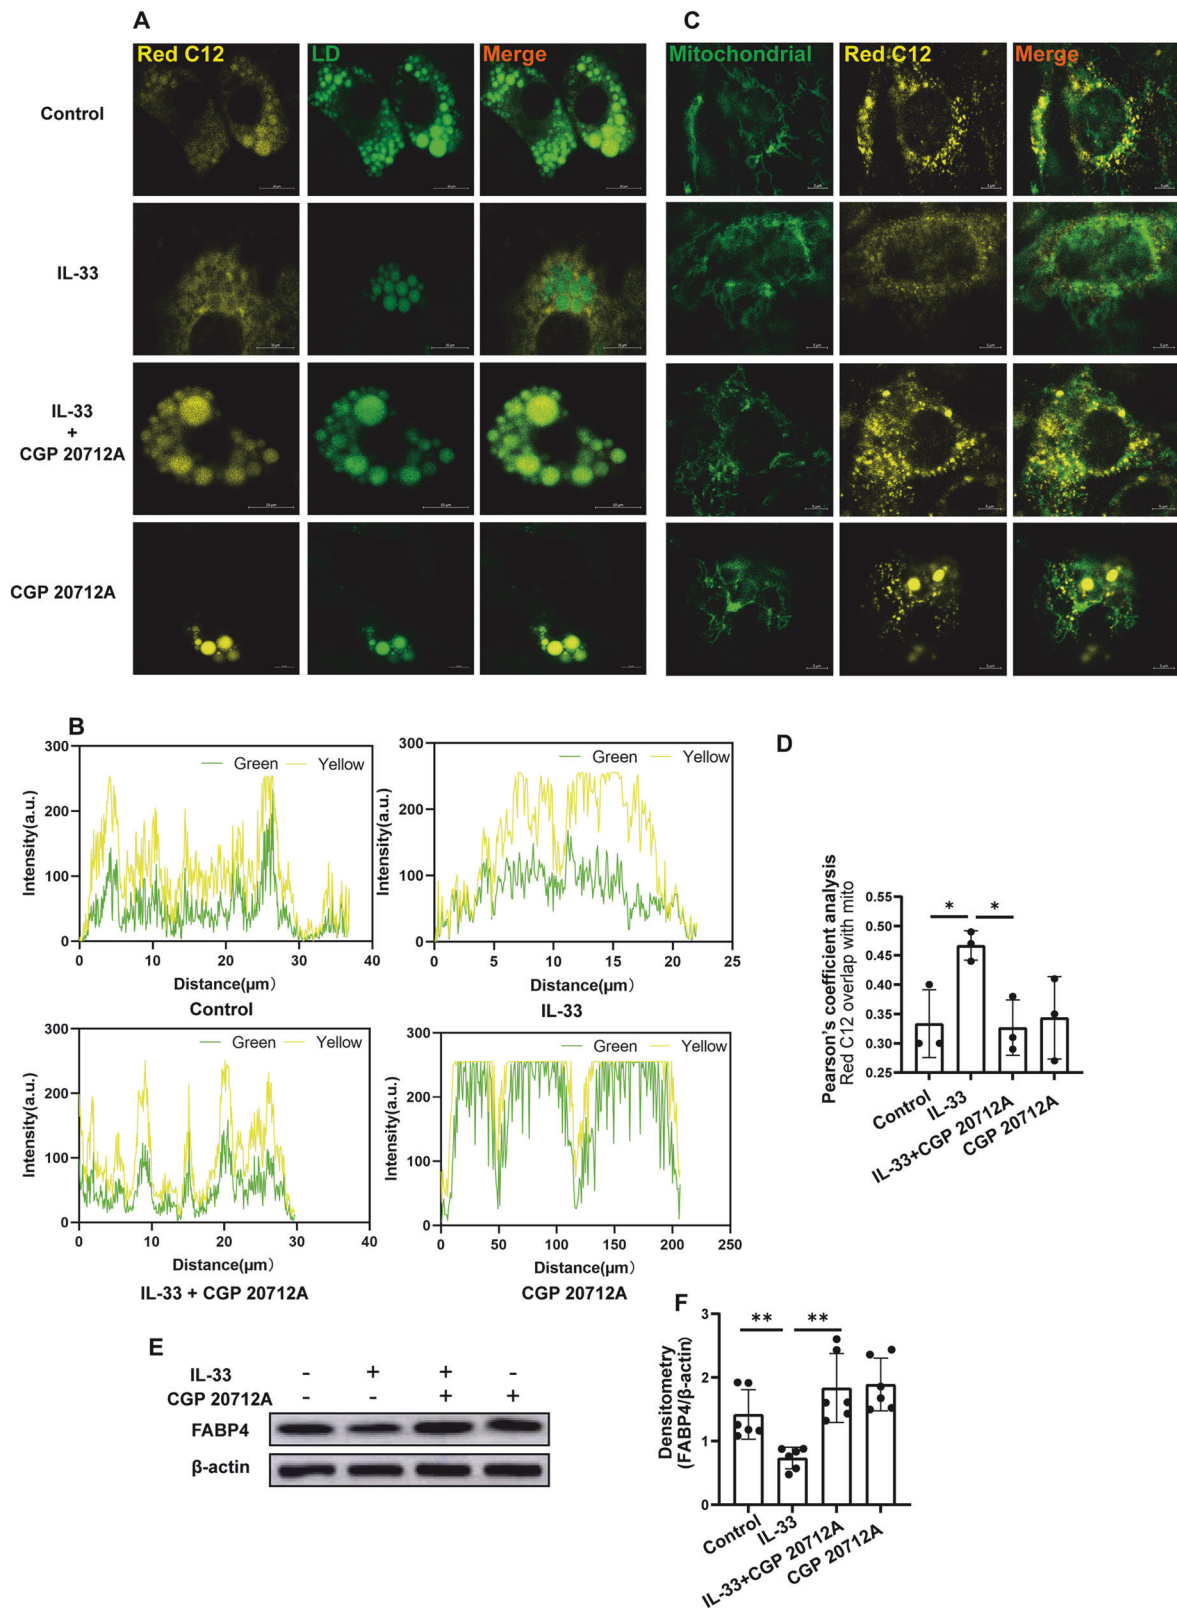 A
C
Red C12 LD Merge
Mitochondrial Red C12 Merge
Control
IL-33
IL-33
+
CGP 20712A
CGP 20712A
B
300
200
100
0
Intensity(a.u.)
Green Yellow
0 10 20 30 40
Distance(μm)
Control
300
200
100
0
Intensity(a.u.)
Green Yellow
0 5 10 15 20 25
Distance(μm)
IL-33
300
200
100
0
Intensity(a.u.)
Green Yellow
0 10 20 30 40
Distance(μm)
IL-33 + CGP 20712A
300
200
100
0
Intensity(a.u.)
Green Yellow
0 50 100 150 200 250
Distance(μm)
CGP 20712A
D
Pearson's coefficient analysis
Red C12 overlap with mito
0.55
0.50
0.45
0.40
0.35
0.30
0.25
* *
Control
IL-33
IL-33+CGP 20712A
CGP 20712A
E
IL-33 - + + -
CGP 20712A - - + +
FABP4
β-actin
F
Densitometry
(FABP4/β-actin)
3
2
1
0
** **
Control
IL-33
IL-33+CGP 20712A
CGP 20712A